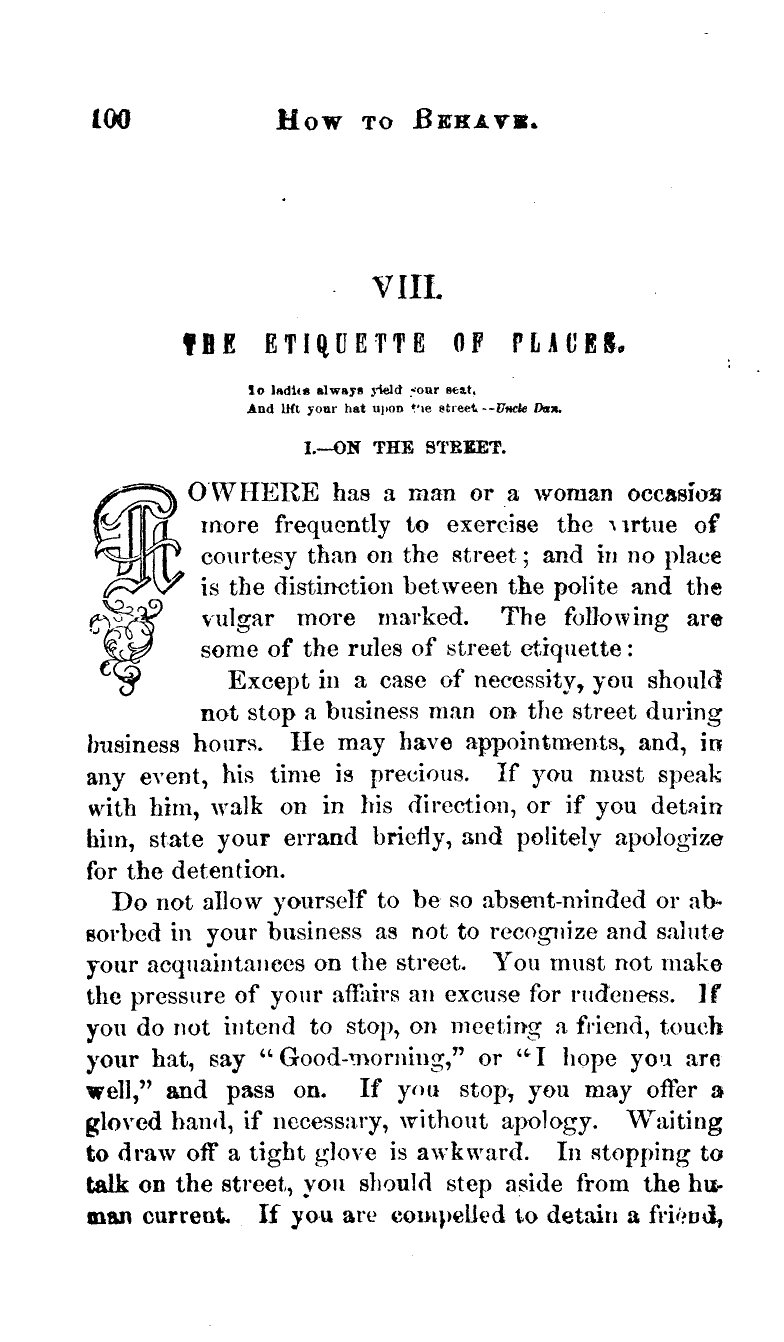 100 How to Behave.
VIII.
THE ETIQUETTE OF PLACES.
To ladies always yield your seat,
And lift your hat upon the street.--Uncle Dan.
I.—ON THE STREET.
NOWHERE has a man or a woman occasion
more frequently to exercise the virtue of
courtesy than on the street; and in no place
is the distinction between the polite and the
vulgar more marked. The following are
some of the rules of street etiquette:
Except in a case of necessity, you should
not stop a business man on the street during
business hours. He may have appointments, and, in
any event, his time is precious. If you must speak
with him, walk on in his direction, or if you detain
him, state your errand briefly, and politely apologize
for the detention.
Do not allow yourself to be so absent-minded or ab-
sorbed in your business as not to recognize and salute
your acquaintances on the street. You must not make
the pressure of your affairs an excuse for rudeness. If
you do not intend to stop, on meeting a friend, touch
your hat, say “Good-morning,” or “I hope you are
well,” and pass on. If you stop, you may offer a
gloved hand, if necessary, without apology. Waiting
to draw off a tight glove is awkward. In stopping to
talk on the street, you should step aside from the hu-
man current. If you are compelled to detain a friend,